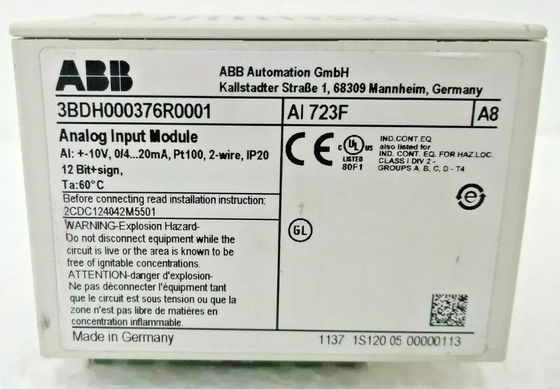 ABB
ABB Automation GmbH
Kallstadter Straße 1, 68309 Mannheim, Germany
3BDH000376R0001
AI 723F
A8
Analog Input Module
AI: +-10V, 0/4...20mA, Pt100, 2-wire, IP20
12 Bit+sign,
Ta:60°C
Before connecting read installation instruction:
2CDC124042M5501
WARNING-Explosion Hazard-
Do not disconnect equipment while the
circuit is live or the area is known to be
free of ignitable concentrations.
ATTENTION-danger d'explosion-
Ne pas déconnecter l'équipment tant
que le circuit est sous tension ou que la
zone n'est pas libre de matières en
concentration inflammable.
CE
c UL us
LISTED
80F1
IND.CONT.EQ
also listed for
IND. CONT. EQ. FOR HAZ.LOC.
CLASS I DIV 2 -
GROUPS A, B, C, D - T4
GL
e
Made in Germany
1137 1S120 05 00000113